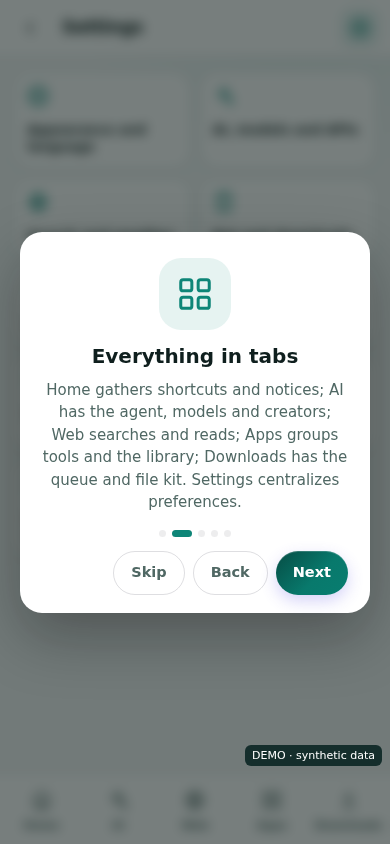 Settings
Everything in tabs
Home gathers shortcuts and notices; AI
has the agent, models and creators;
Web searches and reads; Apps groups
tools and the library; Downloads has the
queue and file kit. Settings centralizes
preferences.
Skip
Back
Next
DEMO · synthetic data